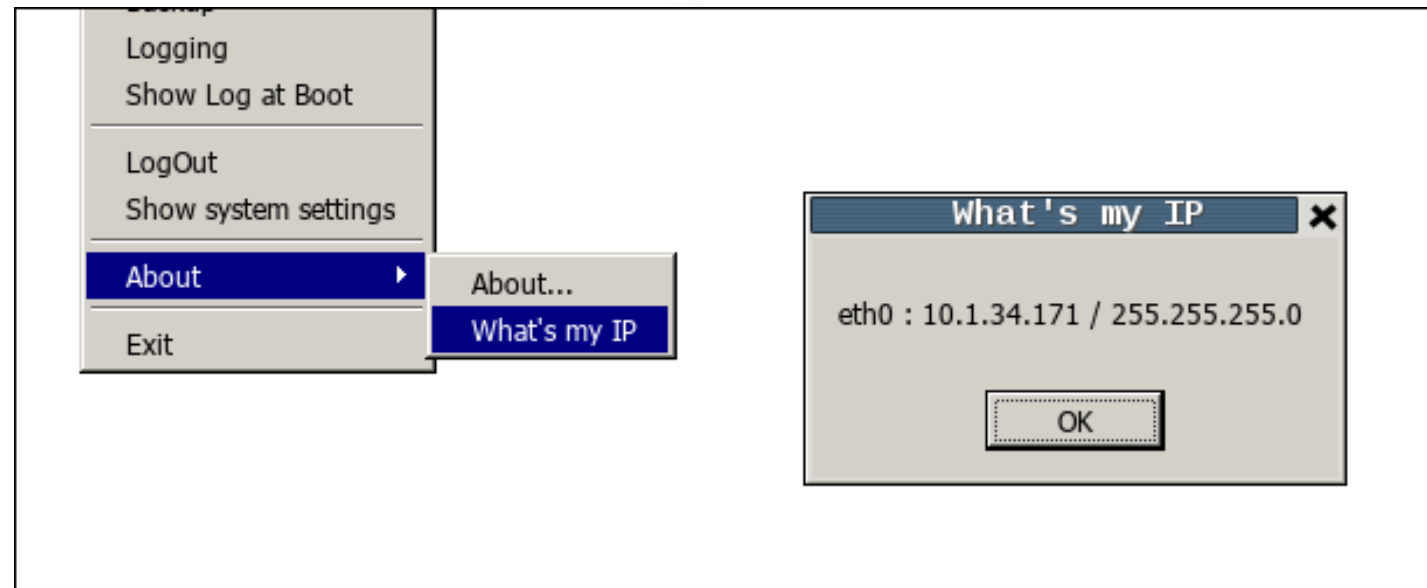 Backup
Logging
Show Log at Boot
LogOut
Show system settings
About
About...
What's my IP
Exit
What's my IP
eth0 : 10.1.34.171 / 255.255.255.0
OK